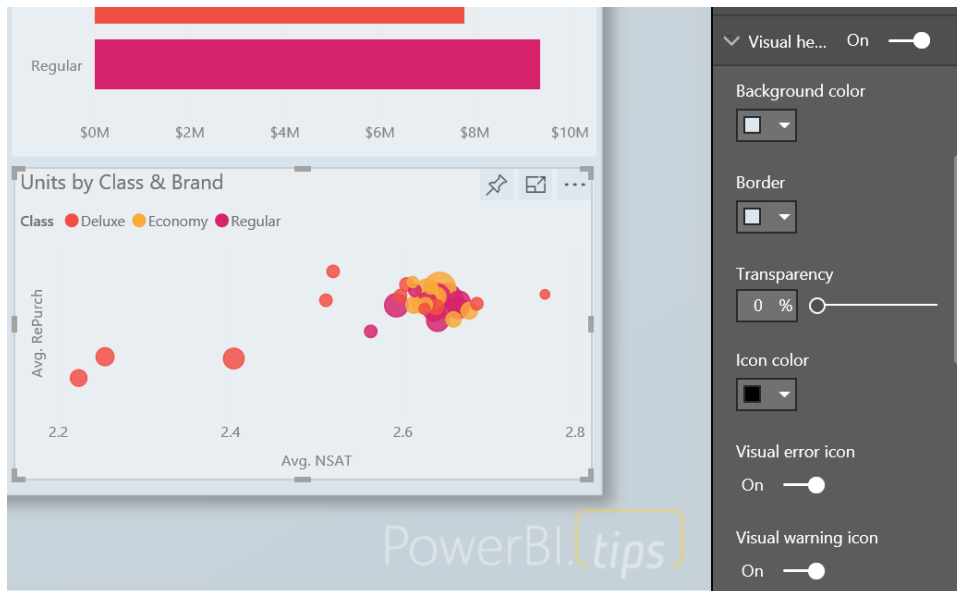 Regular
$0M $2M $4M $6M $8M $10M
Units by Class & Brand
Class Deluxe Economy Regular
Avg. RePurch
2.2 2.4 2.6 2.8
Avg. NSAT
PowerBI.tips
Visual he... On
Background color
Border
Transparency
0 %
Icon color
Visual error icon
On
Visual warning icon
On